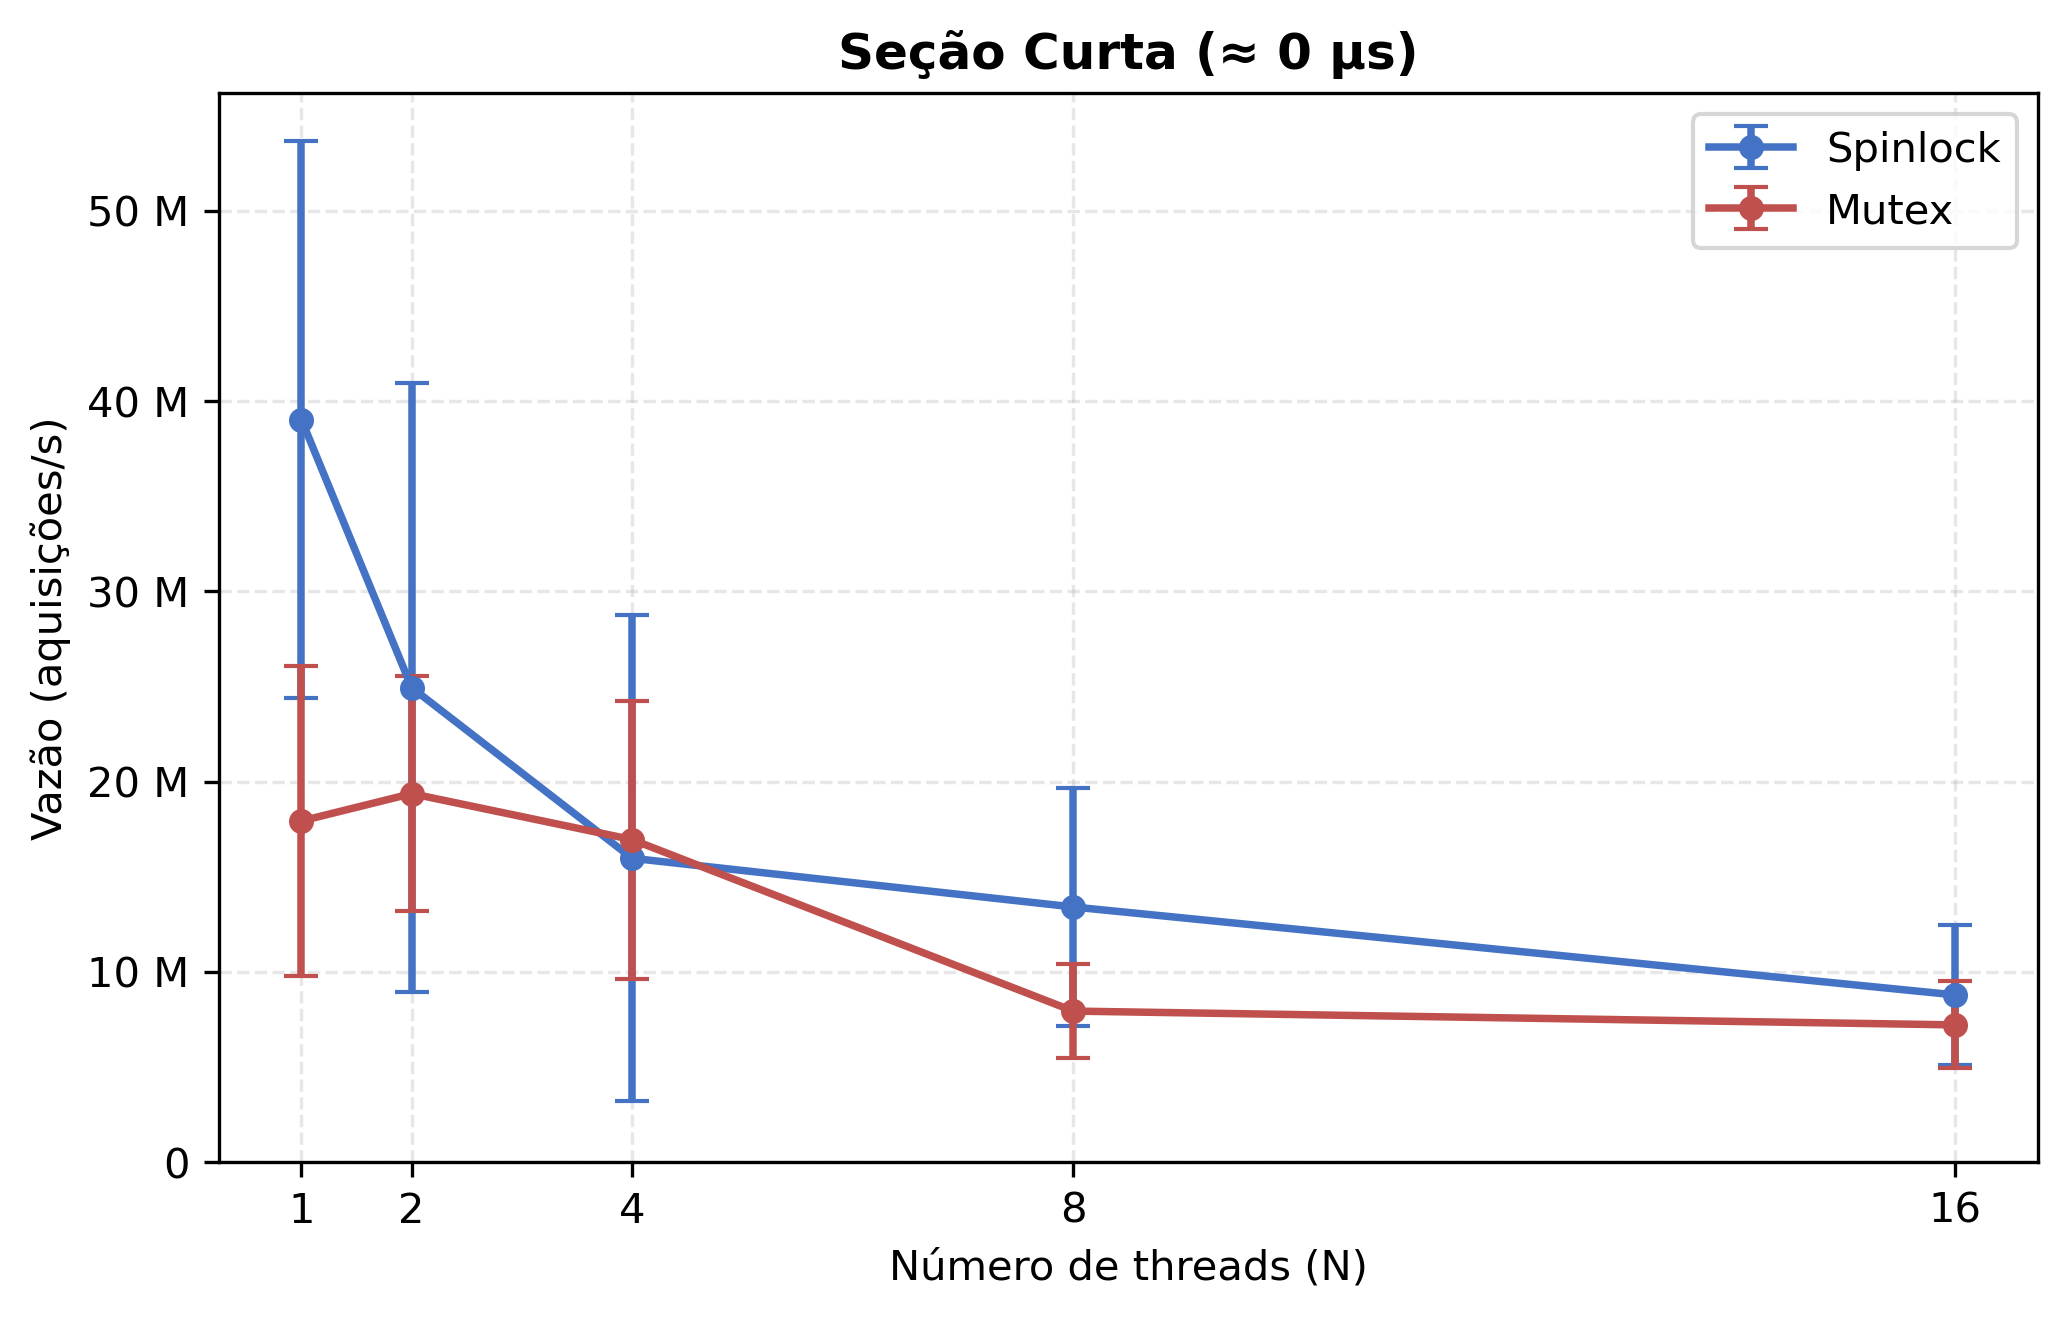 Seção Curta (≈ 0 µs)
Spinlock
Mutex
Vazão (aquisições/s)
50 M
40 M
30 M
20 M
10 M
0
1 2 4 8 16
Número de threads (N)